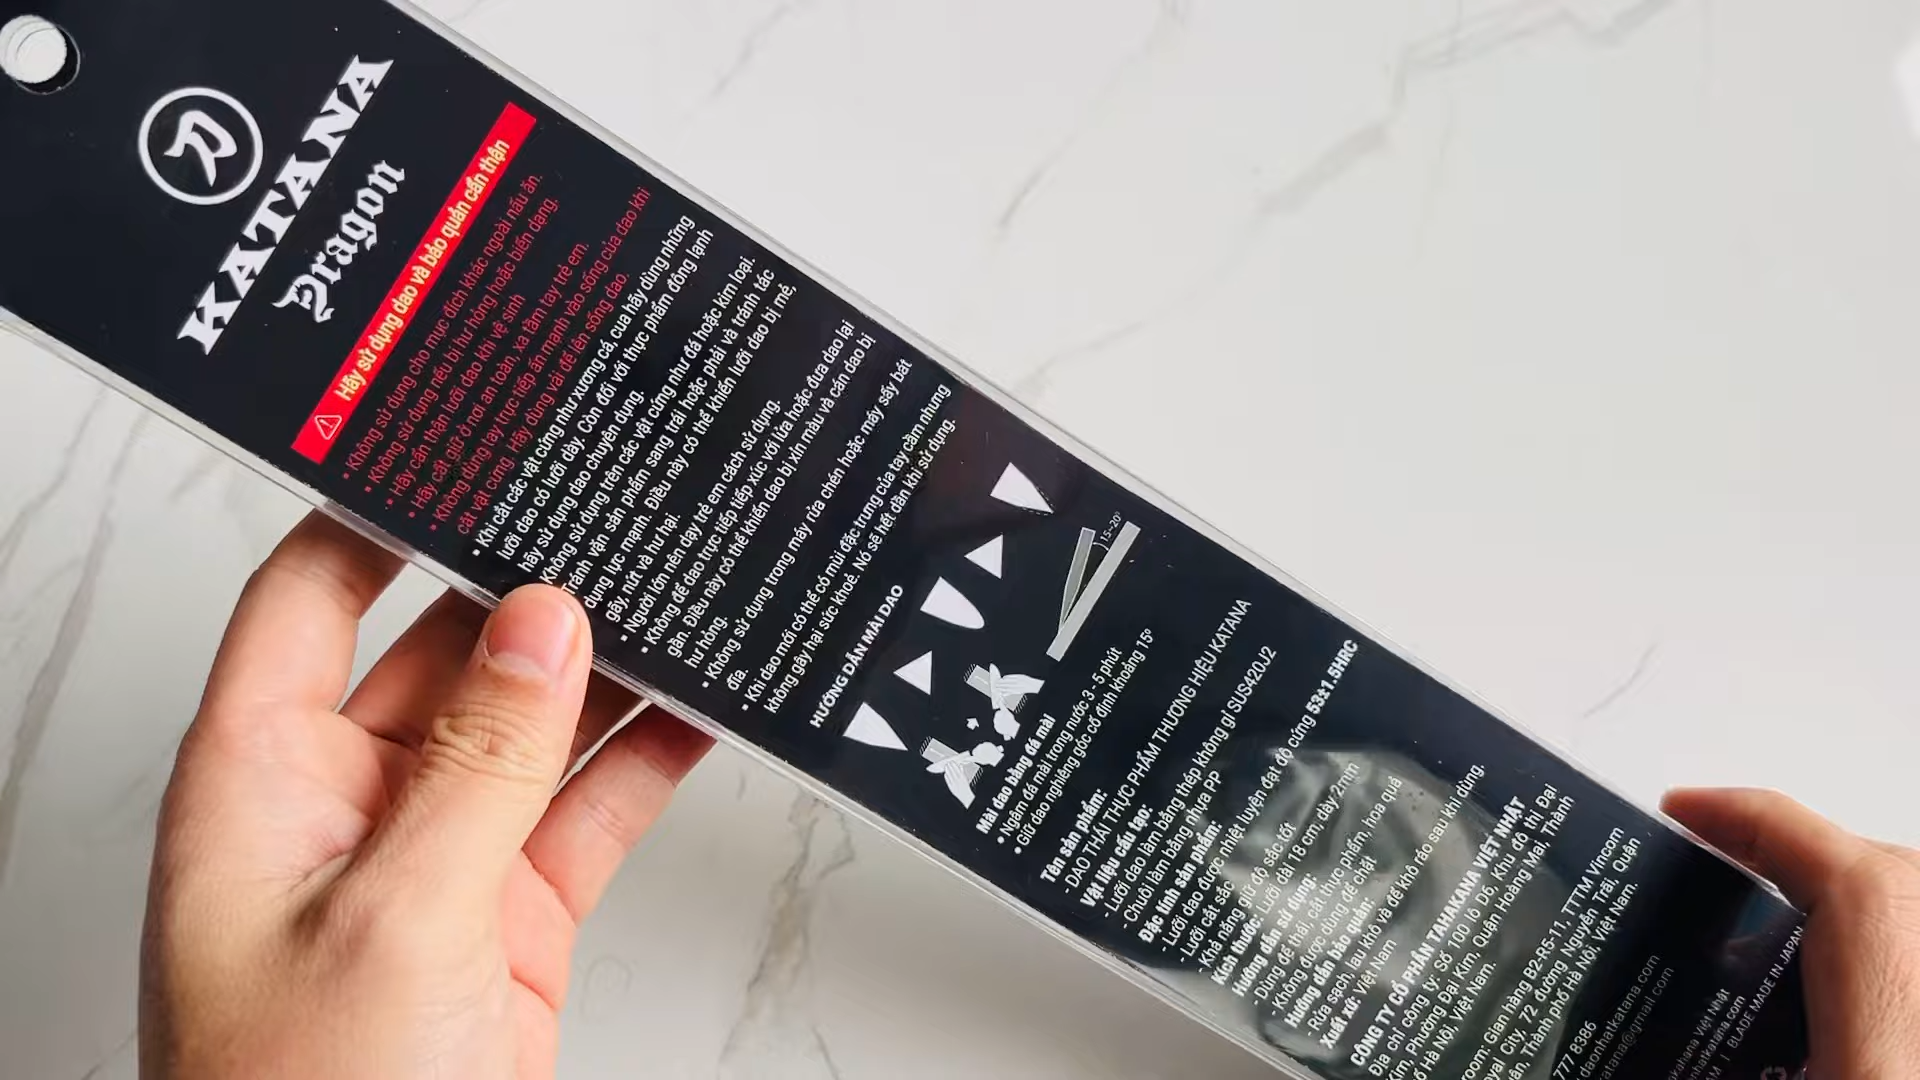 刀
KATANA
Dragon
Hãy sử dụng dao và bảo quản cẩn thận
• Không sử dụng cho mục đích khác ngoài nấu ăn.
• Không sử dụng nếu bị hư hỏng hoặc biến dạng.
• Hãy cẩn thận lưỡi dao khi vệ sinh
• Hãy cất giữ ở nơi an toàn, xa tầm tay trẻ em.
• Không dùng tay trực tiếp ấn mạnh vào sống của dao khi
cắt vật cứng. Hãy dùng vải để lên sống dao.
• Khi cắt các vật cứng như xương cá, cua hãy dùng những
lưỡi dao có lưỡi dày. Còn đối với thực phẩm đông lạnh
hãy sử dụng dao chuyên dụng.
Không sử dụng trên các vật cứng như đá hoặc kim loại.
Tránh vặn sản phẩm sang trái hoặc phải và tránh tác
dụng lực mạnh. Điều này có thể khiến lưỡi dao bị mẻ,
gãy, nứt và hư hại.
• Người lớn nên dạy trẻ em cách sử dụng.
• Không để dao trực tiếp tiếp xúc với lửa hoặc đưa dao lại
gần. Điều này có thể khiến dao bị xỉn màu và cán dao bị
hư hỏng.
• Không sử dụng trong máy rửa chén hoặc máy sấy bát
đĩa.
• Khi dao mới có thể có mùi đặc trưng của tay cầm nhưng
không gây hại sức khoẻ. Nó sẽ hết dần khi sử dụng.
HƯỚNG DẪN MÀI DAO
15~20°
Mài dao bằng đá mài
• Ngâm đá mài trong nước 3 - 5 phút
• Giữ dao nghiêng góc cố định khoảng 15°
Tên sản phẩm:
- DAO THÁI THỰC PHẨM THƯƠNG HIỆU KATANA
Vật liệu cấu tạo:
- Lưỡi dao làm bằng thép không gỉ SUS420J2
- Chuôi làm bằng nhựa PP
Đặc tính sản phẩm:
- Lưỡi dao được nhiệt luyện đạt độ cứng 53±1.5HRC
- Lưỡi cắt sắc
- Khả năng giữ độ sắc tốt
Kích thước: Lưỡi dài 18 cm, dày 2mm
Hướng dẫn sử dụng:
- Dùng để thái, cắt thực phẩm, hoa quả
- Không được dùng để chặt
Hướng dẫn bảo quản:
- Rửa sạch, lau khô và để khô ráo sau khi dùng.
Xuất xứ: Việt Nam
CÔNG TY CỔ PHẦN TAHAKANA VIỆT NHẬT
Địa chỉ công ty: Số 100 lô D6, Khu đô thị Đại
Kim, Phường Đại Kim, Quận Hoàng Mai, Thành
ố Hà Nội, Việt Nam.
room: Gian hàng B2-R5-11, TTTM Vincom
yal City, 72 đường Nguyễn Trãi, Quận
ân, Thành phố Hà Nội, Việt Nam.
777 8386
daonhatkatana.com
atana@gmail.com
akahana Việt Nhật
nhatkatana.com
AM | BLADE MADE IN JAPAN